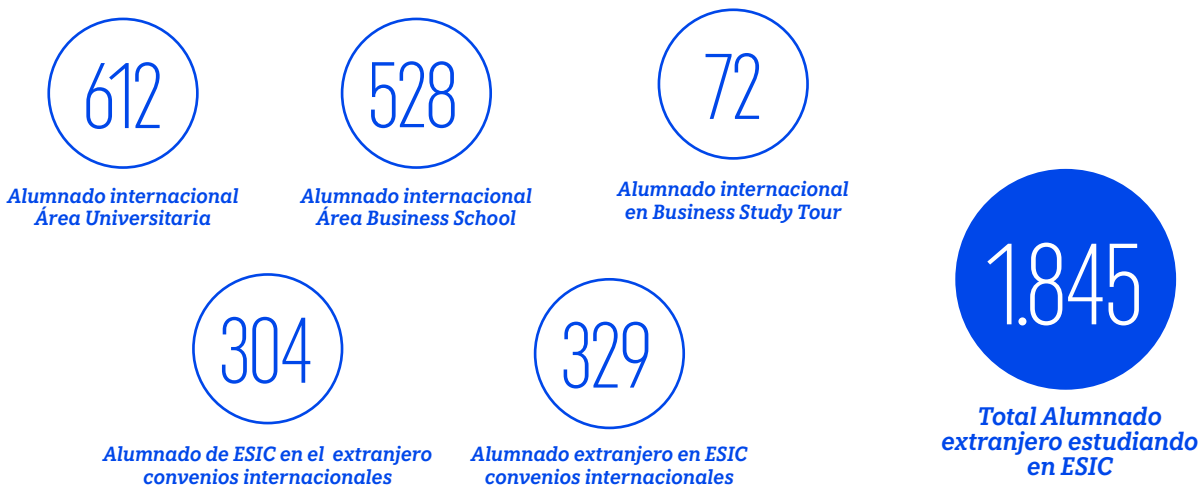 612
Alumnado internacional
Área Universitaria
528
Alumnado internacional
Área Business School
72
Alumnado internacional
en Business Study Tour
304
Alumnado de ESIC en el extranjero
convenios internacionales
329
Alumnado extranjero en ESIC
convenios internacionales
1.845
Total Alumnado
extranjero estudiando
en ESIC